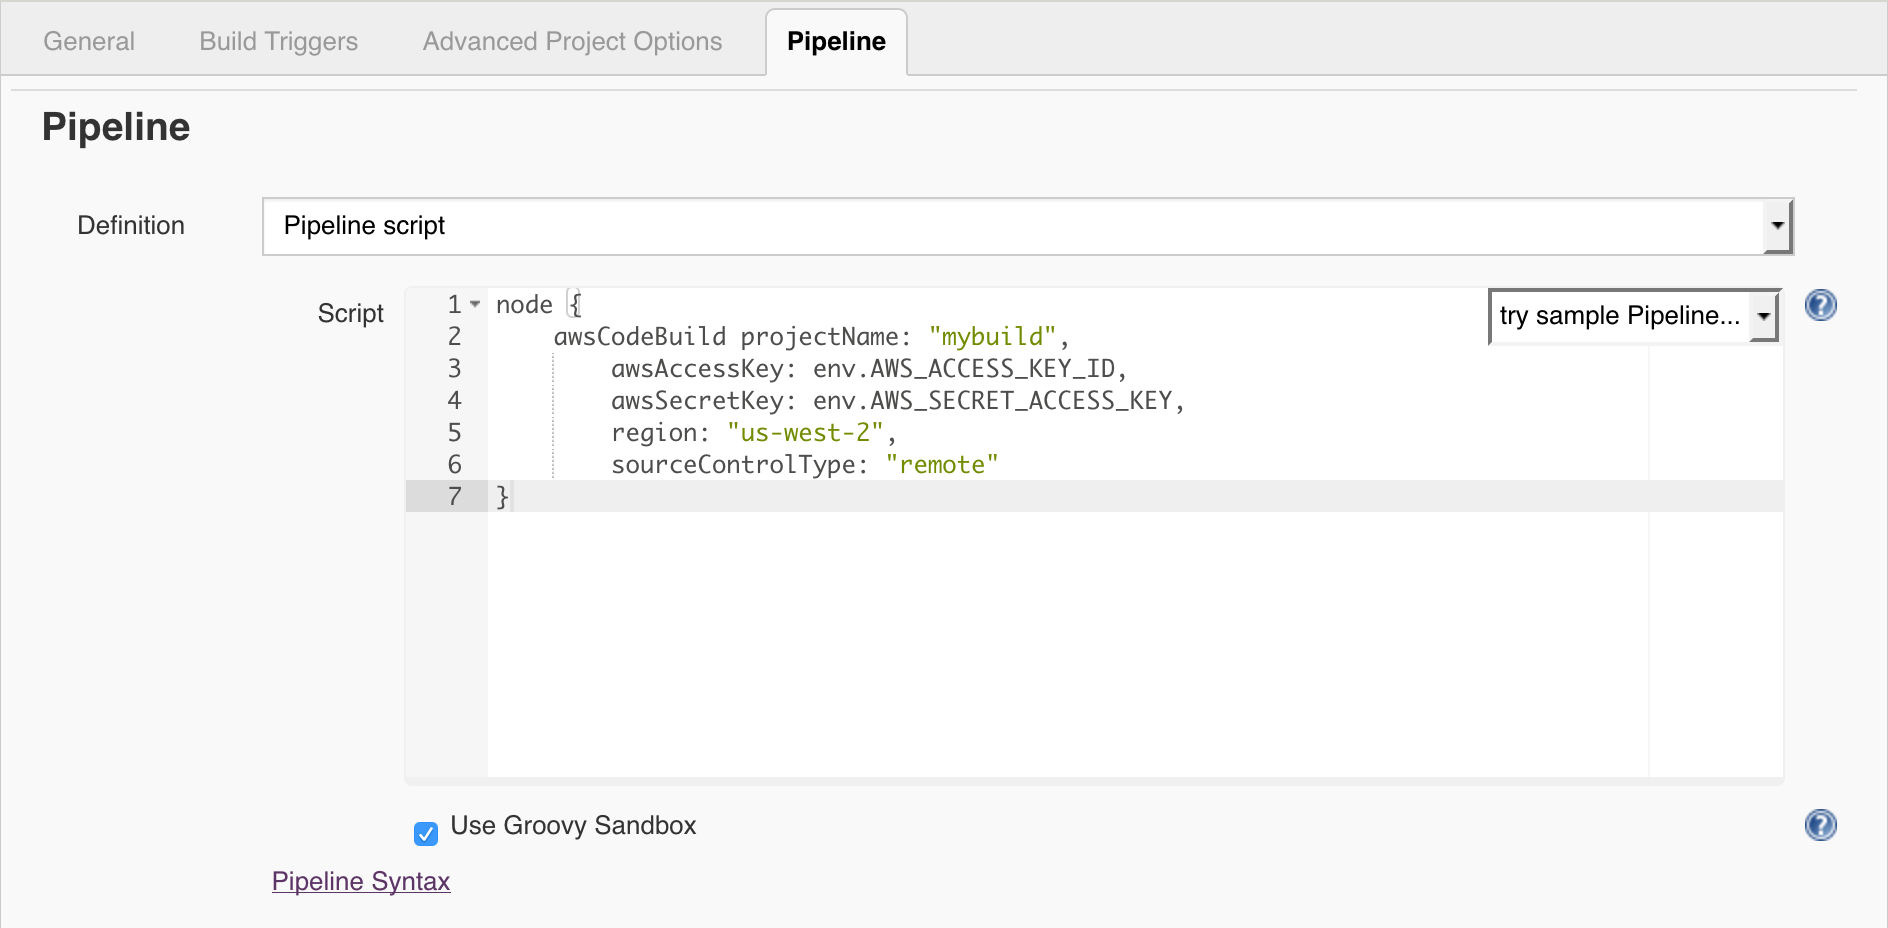 General Build Triggers Advanced Project Options Pipeline
Pipeline
Definition Pipeline script
Script
try sample Pipeline...
1 node {
2     awsCodeBuild projectName: "mybuild",
3         awsAccessKey: env.AWS_ACCESS_KEY_ID,
4         awsSecretKey: env.AWS_SECRET_ACCESS_KEY,
5         region: "us-west-2",
6         sourceControlType: "remote"
7 }
Use Groovy Sandbox
Pipeline Syntax